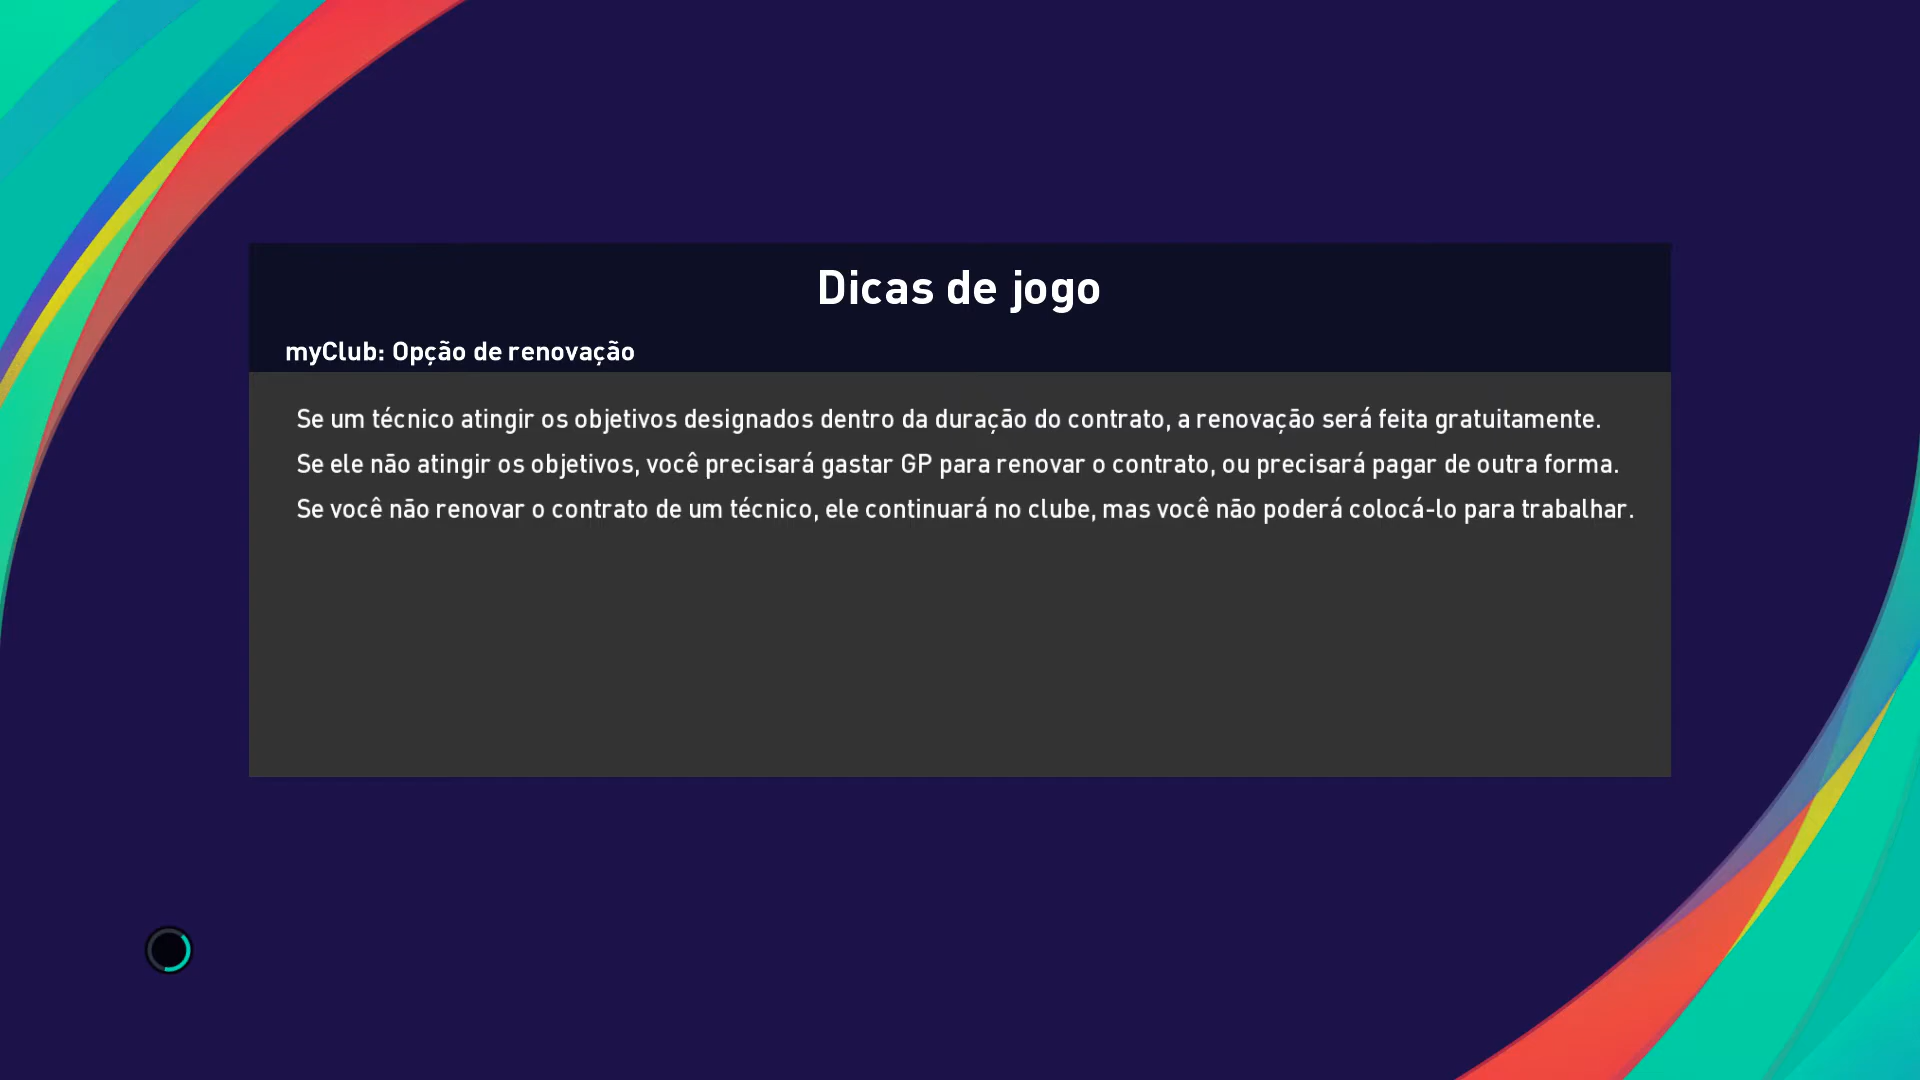 Dicas de jogo
myClub: Opção de renovação
Se um técnico atingir os objetivos designados dentro da duração do contrato, a renovação será feita gratuitamente.
Se ele não atingir os objetivos, você precisará gastar GP para renovar o contrato, ou precisará pagar de outra forma.
Se você não renovar o contrato de um técnico, ele continuará no clube, mas você não poderá colocá-lo para trabalhar.